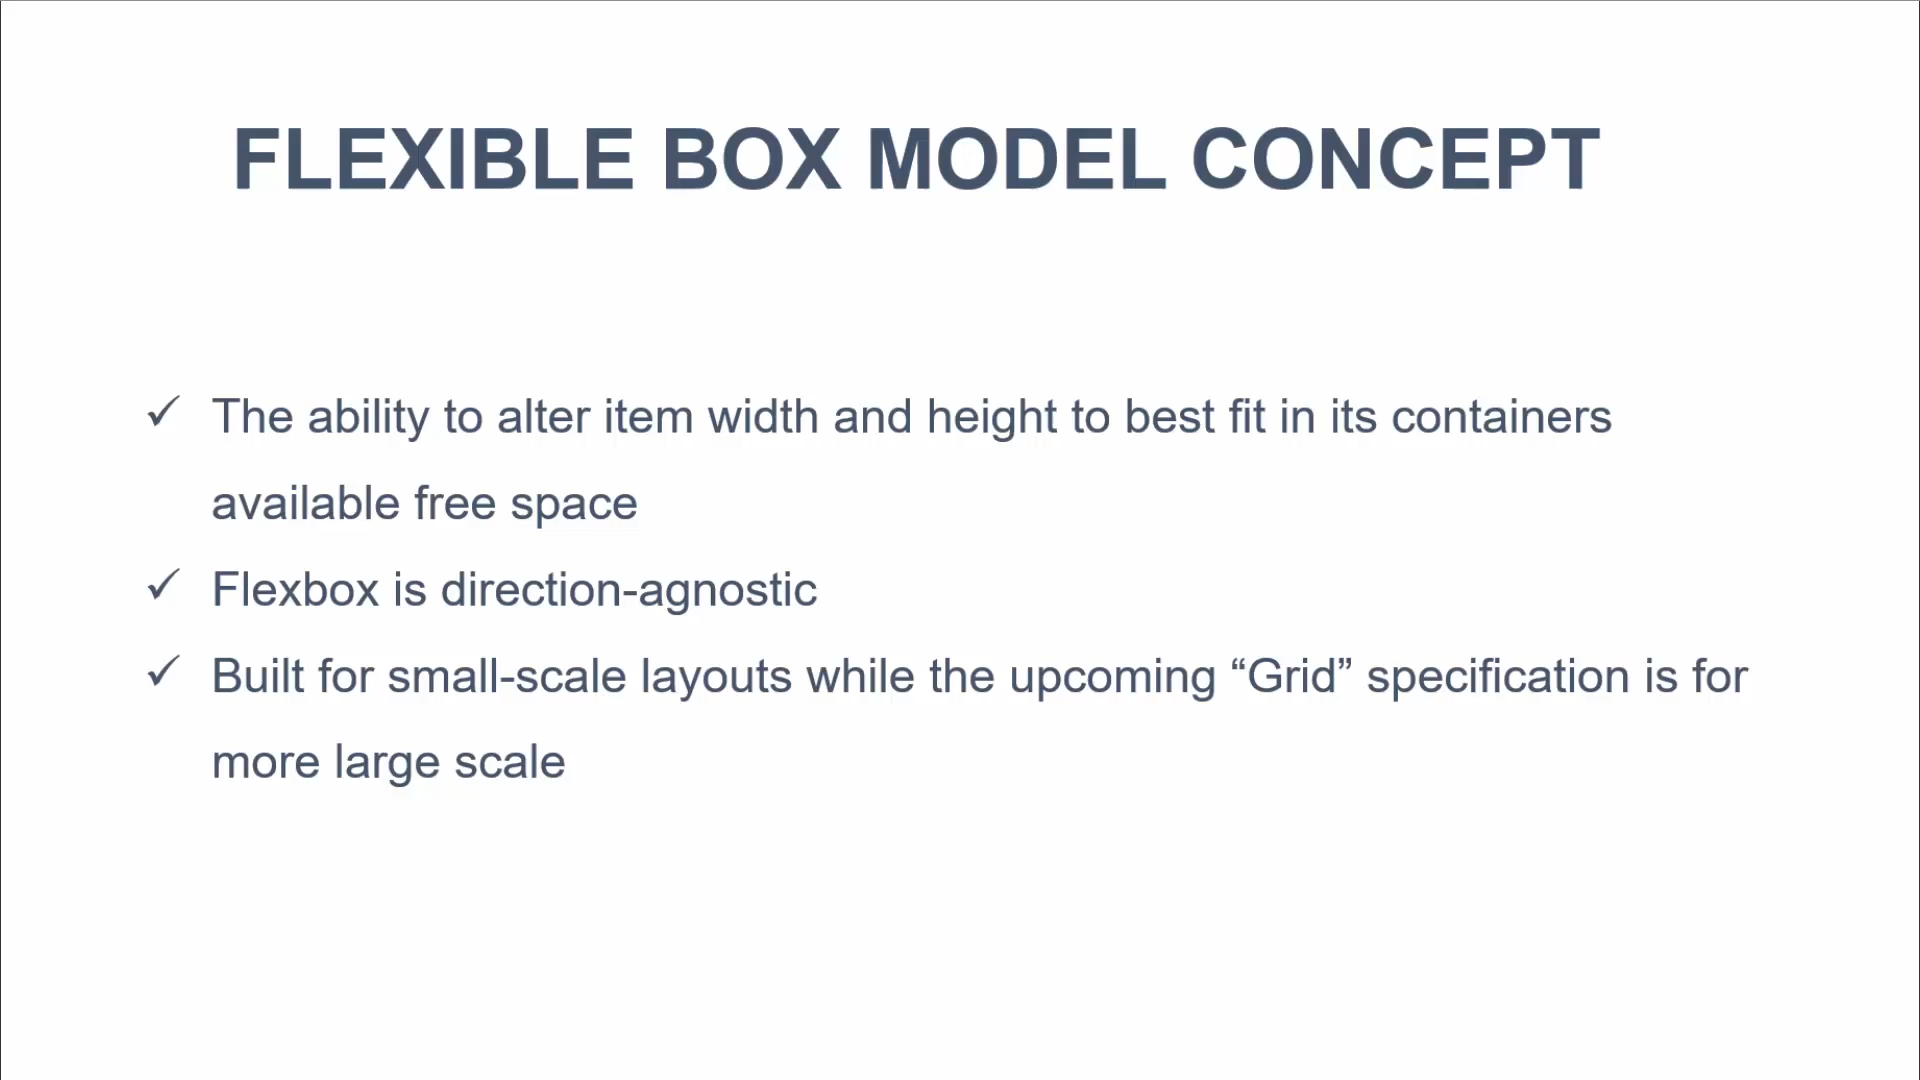 FLEXIBLE BOX MODEL CONCEPT
✓ The ability to alter item width and height to best fit in its containers
available free space
✓ Flexbox is direction-agnostic
✓ Built for small-scale layouts while the upcoming “Grid” specification is for
more large scale